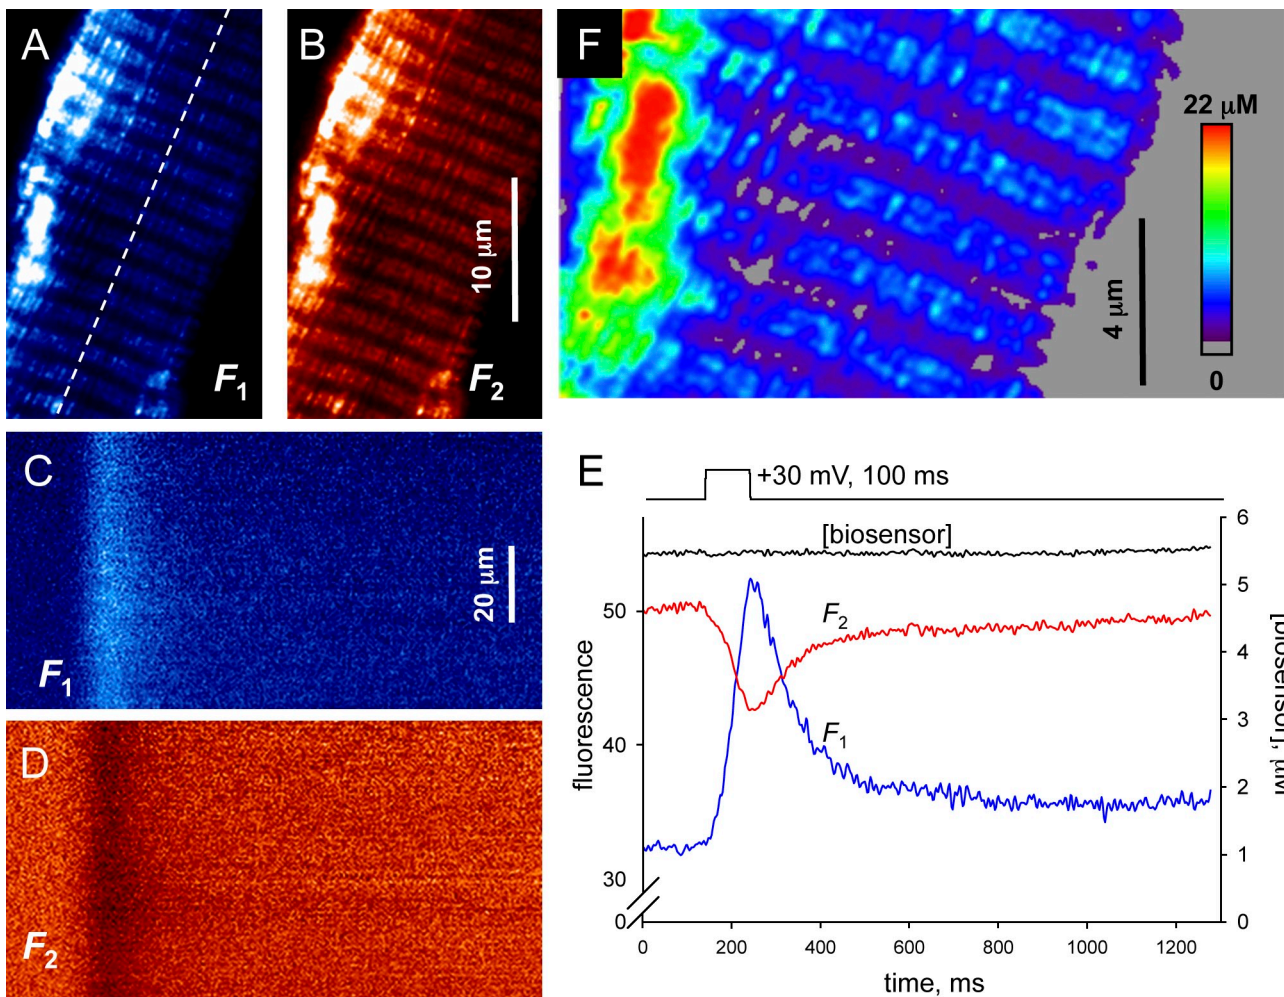 A
B
F
F1
F2
10 μm
22 μM
0
4 μm
C
F1
20 μm
D
F2
E
+30 mV, 100 ms
[biosensor]
F2
F1
fluorescence
50
40
30
0
6
5
4
3
2
1
0
[biosensor], μM
0
200
400
600
800
1000
1200
time, ms